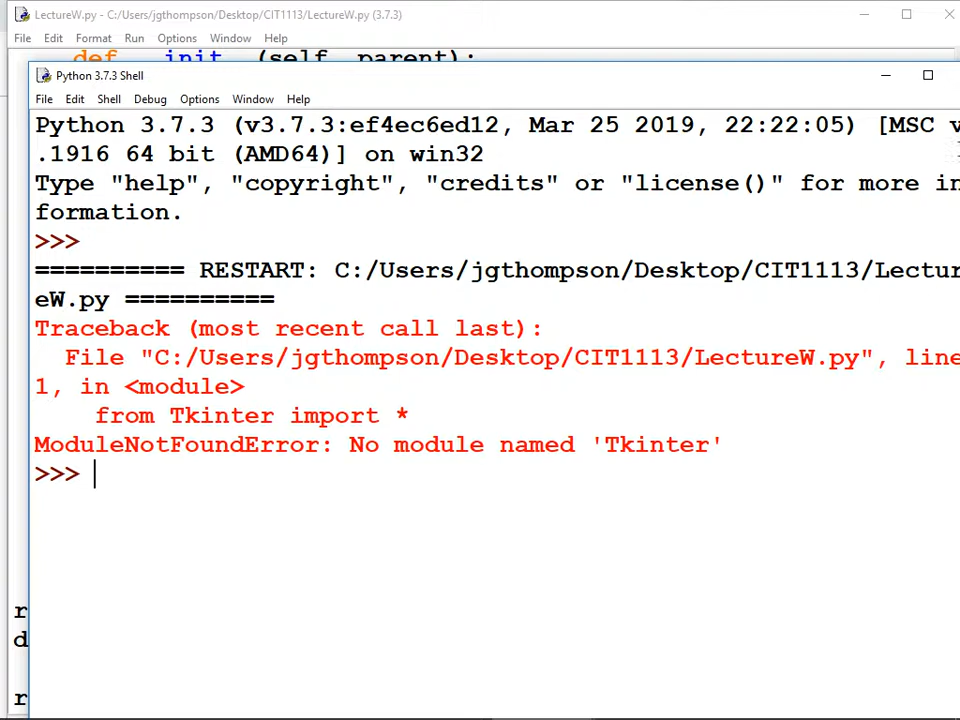 LectureW.py - C:/Users/jgthompson/Desktop/CIT1113/LectureW.py (3.7.3)
File Edit Format Run Options Window Help
def init (self, parent):
Python 3.7.3 Shell
File Edit Shell Debug Options Window Help
Python 3.7.3 (v3.7.3:ef4ec6ed12, Mar 25 2019, 22:22:05) [MSC v
.1916 64 bit (AMD64)] on win32
Type "help", "copyright", "credits" or "license()" for more in
formation.
>>>
========== RESTART: C:/Users/jgthompson/Desktop/CIT1113/Lectur
eW.py ==========
Traceback (most recent call last):
File "C:/Users/jgthompson/Desktop/CIT1113/LectureW.py", line
1, in <module>
from Tkinter import *
ModuleNotFoundError: No module named 'Tkinter'
>>>
r
d
r